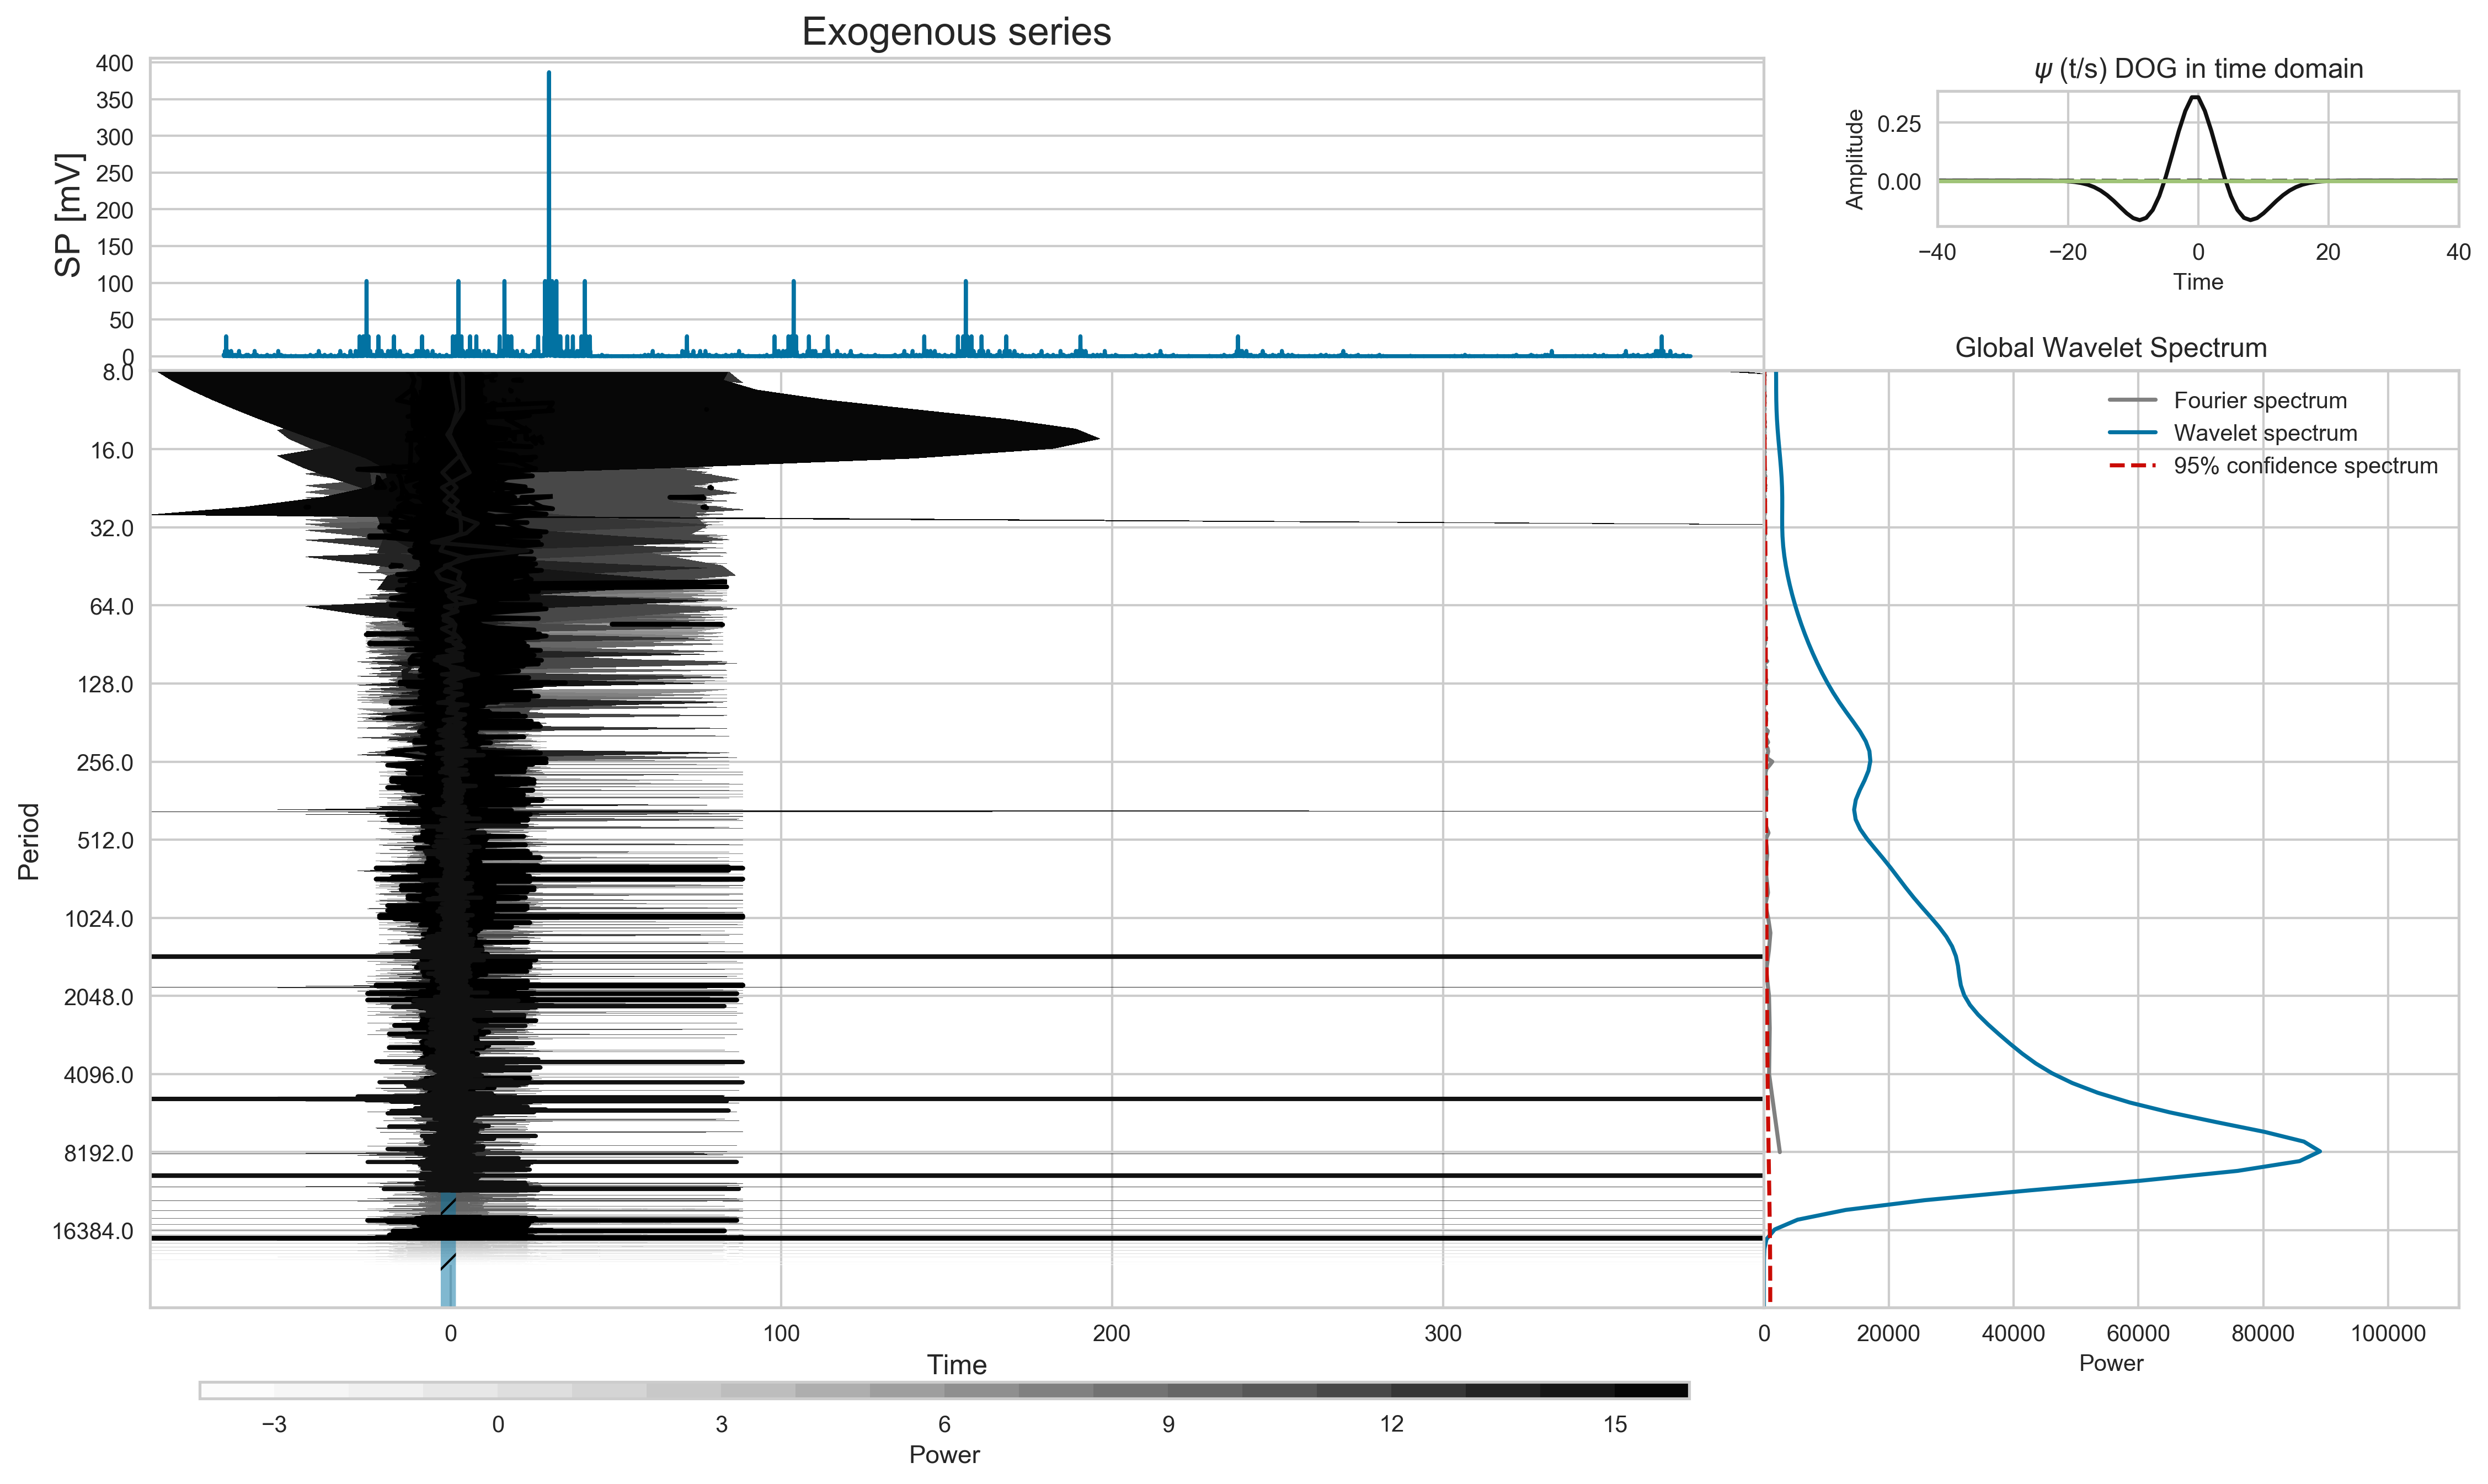 Exogenous series
SP [mV]
400
350
300
250
200
150
100
50
0
ψ (t/s) DOG in time domain
Amplitude
0.25
0.00
−40 −20 0 20 40
Time
Period
8.0
16.0
32.0
64.0
128.0
256.0
512.0
1024.0
2048.0
4096.0
8192.0
16384.0
0 100 200 300
Time
Global Wavelet Spectrum
Fourier spectrum
Wavelet spectrum
95% confidence spectrum
0 20000 40000 60000 80000 100000
Power
−3 0 3 6 9 12 15
Power